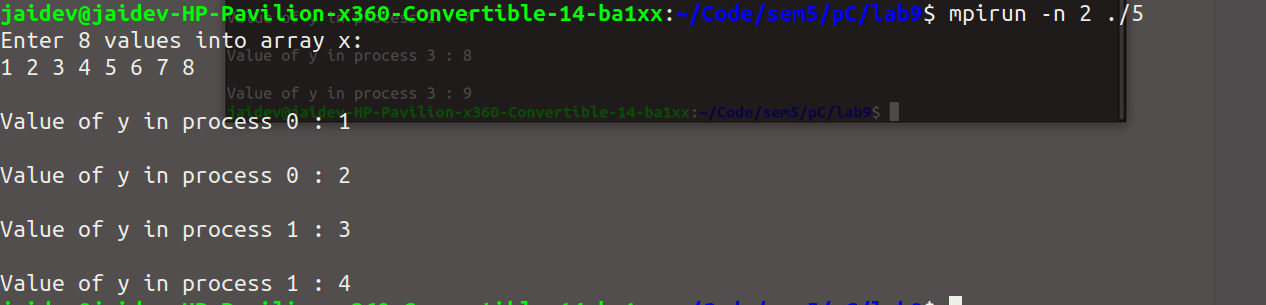 jaidev@jaidev-HP-Pavilion-x360-Convertible-14-ba1xx:~/Code/sem5/pC/lab9$ mpirun -n 2 ./5
Enter 8 values into array x:
Value of y in process 3 : 8
1 2 3 4 5 6 7 8
Value of y in process 3 : 9
jaidev@jaidev-HP-Pavilion-x360-Convertible-14-ba1xx:~/Code/sem5/pC/lab9$
Value of y in process 0 : 1
Value of y in process 0 : 2
Value of y in process 1 : 3
Value of y in process 1 : 4